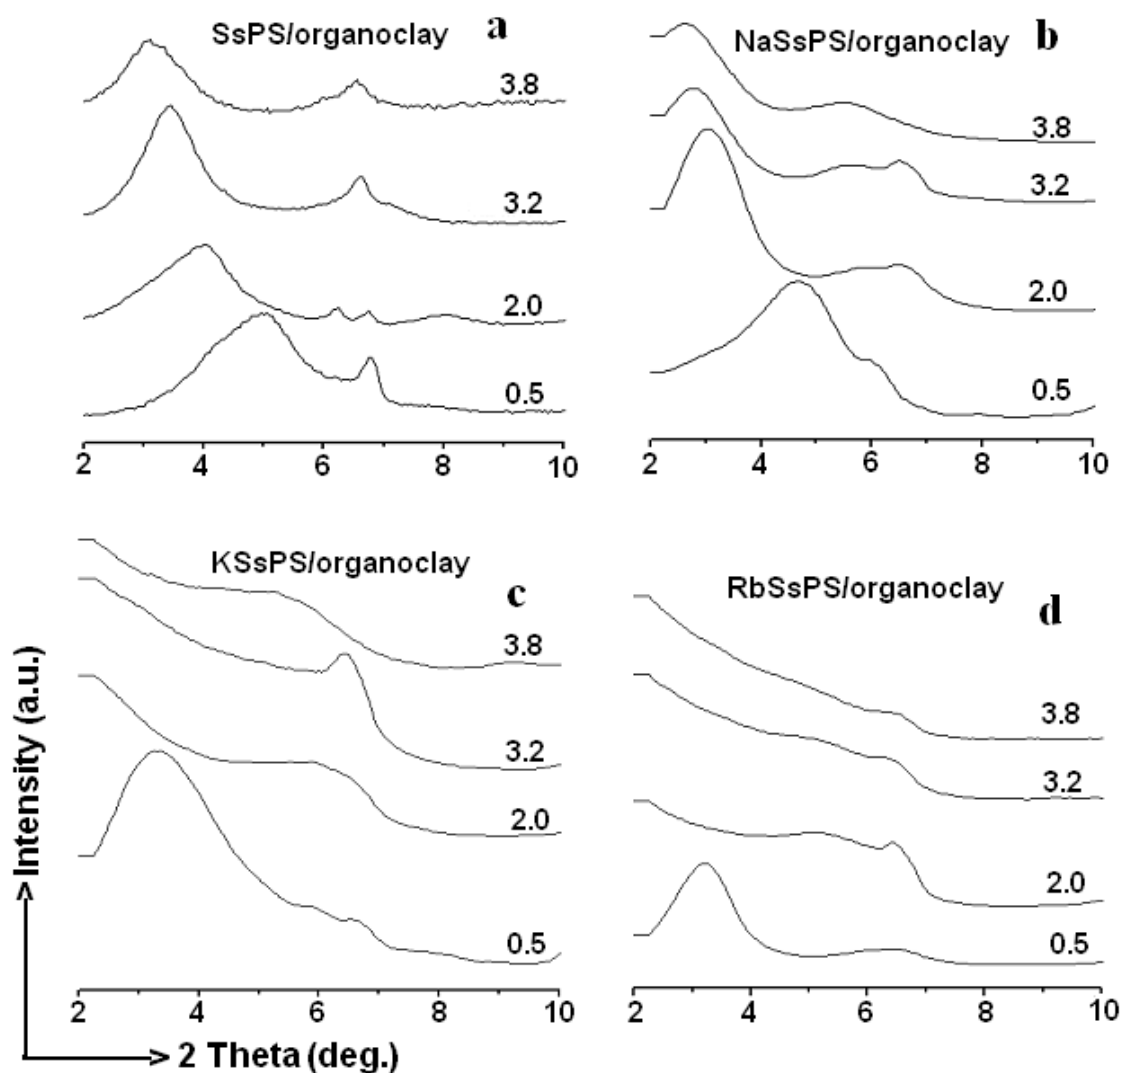 SsPS/organoclay a
3.8
3.2
2.0
0.5
2 4 6 8 10
NaSsPS/organoclay b
3.8
3.2
2.0
0.5
2 4 6 8 10
KSsPS/organoclay c
3.8
3.2
2.0
0.5
2 4 6 8 10
RbSsPS/organoclay d
3.8
3.2
2.0
0.5
2 4 6 8 10
Intensity (a.u.)
2 Theta (deg.)